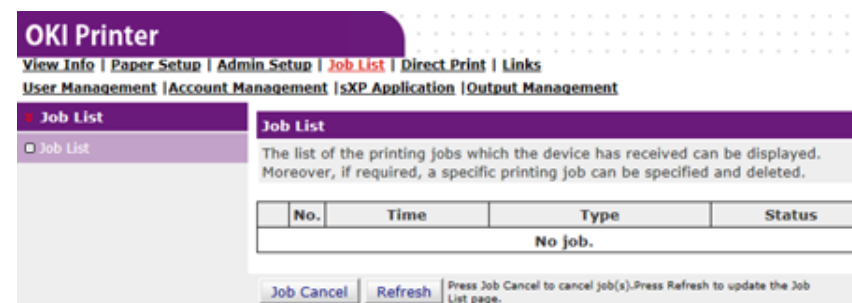 OKI Printer
View Info | Paper Setup | Admin Setup | Job List | Direct Print | Links
User Management |Account Management |sXP Application |Output Management
Job List
Job List
Job List
The list of the printing jobs which the device has received can be displayed.
Moreover, if required, a specific printing job can be specified and deleted.
No. Time Type Status
No job.
Job Cancel Refresh Press Job Cancel to cancel job(s).Press Refresh to update the Job
List page.